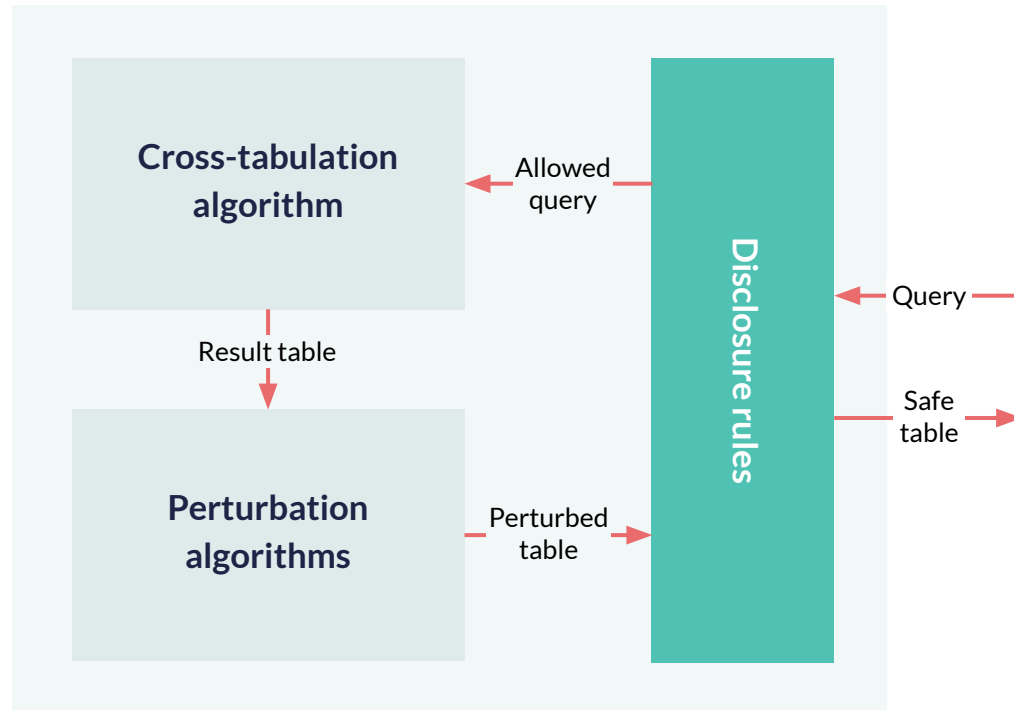 Cross-tabulation
algorithm
Allowed
query
Disclosure rules
Query
Result table
Safe
table
Perturbation
algorithms
Perturbed
table